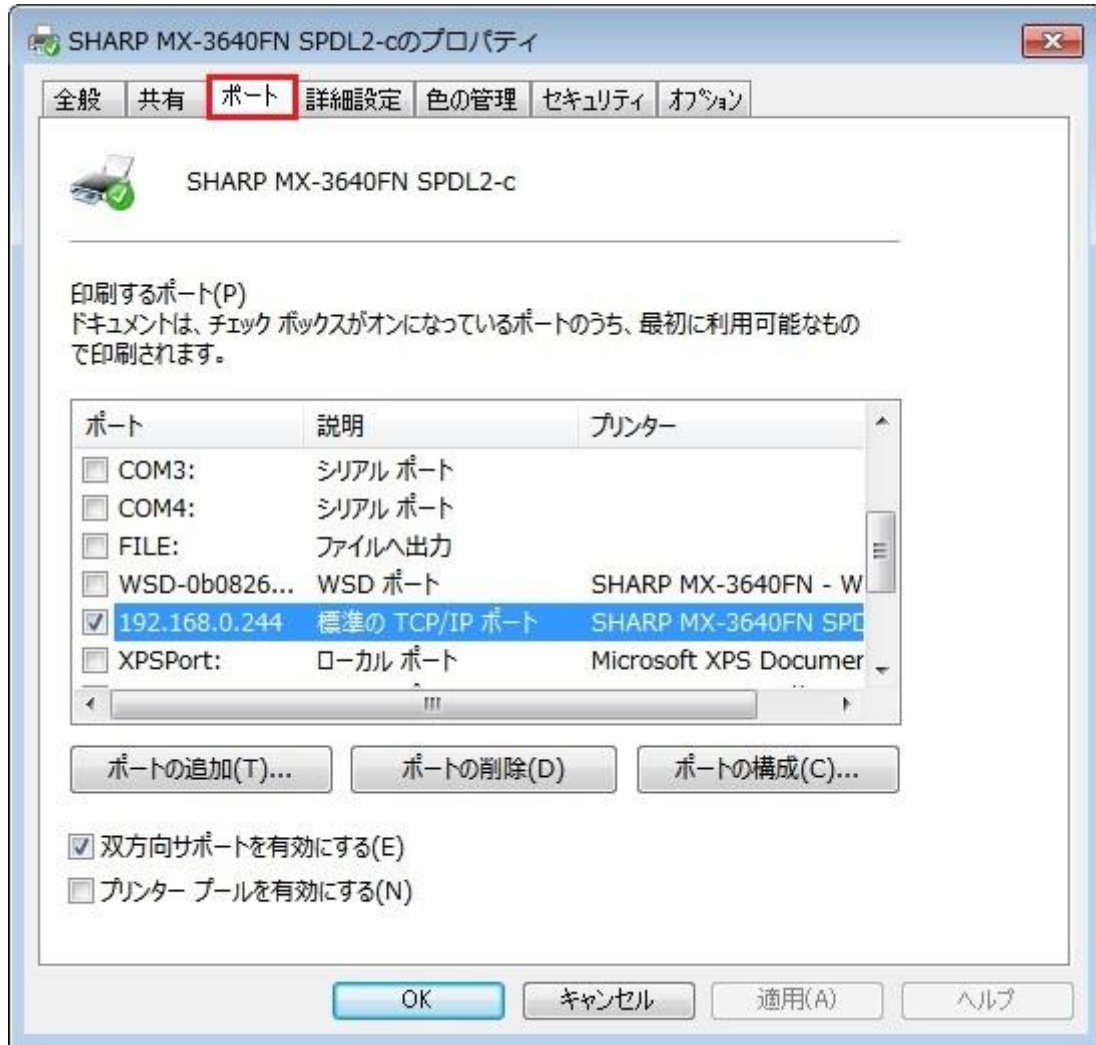 SHARP MX-3640FN SPDL2-cのプロパティ
全般 共有 ポート 詳細設定 色の管理 セキュリティ オプション
SHARP MX-3640FN SPDL2-c
印刷するポート(P)
ドキュメントは、チェック ボックスがオンになっているポートのうち、最初に利用可能なもの
で印刷されます。
ポート 説明 プリンター
COM3: シリアル ポート
COM4: シリアル ポート
FILE: ファイルへ出力
WSD-0b0826... WSD ポート SHARP MX-3640FN - W
192.168.0.244 標準の TCP/IP ポート SHARP MX-3640FN SPD
XPSPort: ローカル ポート Microsoft XPS Documen
ポートの追加(T)... ポートの削除(D) ポートの構成(C)...
双方向サポートを有効にする(E)
プリンター プールを有効にする(N)
OK キャンセル 適用(A) ヘルプ